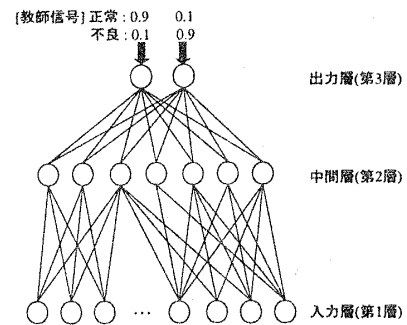 [教師信号] 正常 : 0.9 0.1
不良 : 0.1 0.9
出力層(第3層)
中間層(第2層)
…
入力層(第1層)